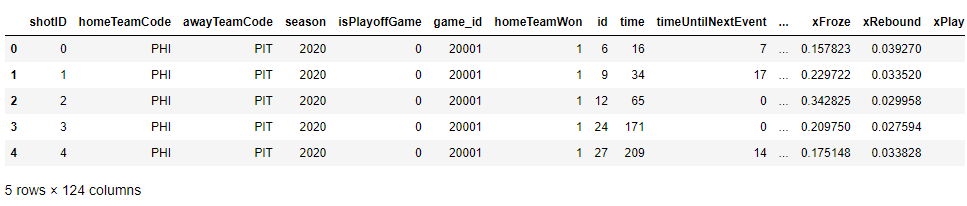 shotID homeTeamCode awayTeamCode season isPlayoffGame game_id homeTeamWon id time timeUntilNextEvent ... xFroze xRebound xPlay
0 0 PHI PIT 2020 0 20001 1 6 16 7 ... 0.157823 0.039270
1 1 PHI PIT 2020 0 20001 1 9 34 17 ... 0.229722 0.033520
2 2 PHI PIT 2020 0 20001 1 12 65 0 ... 0.342825 0.029958
3 3 PHI PIT 2020 0 20001 1 24 171 0 ... 0.209750 0.027594
4 4 PHI PIT 2020 0 20001 1 27 209 14 ... 0.175148 0.033828
5 rows × 124 columns